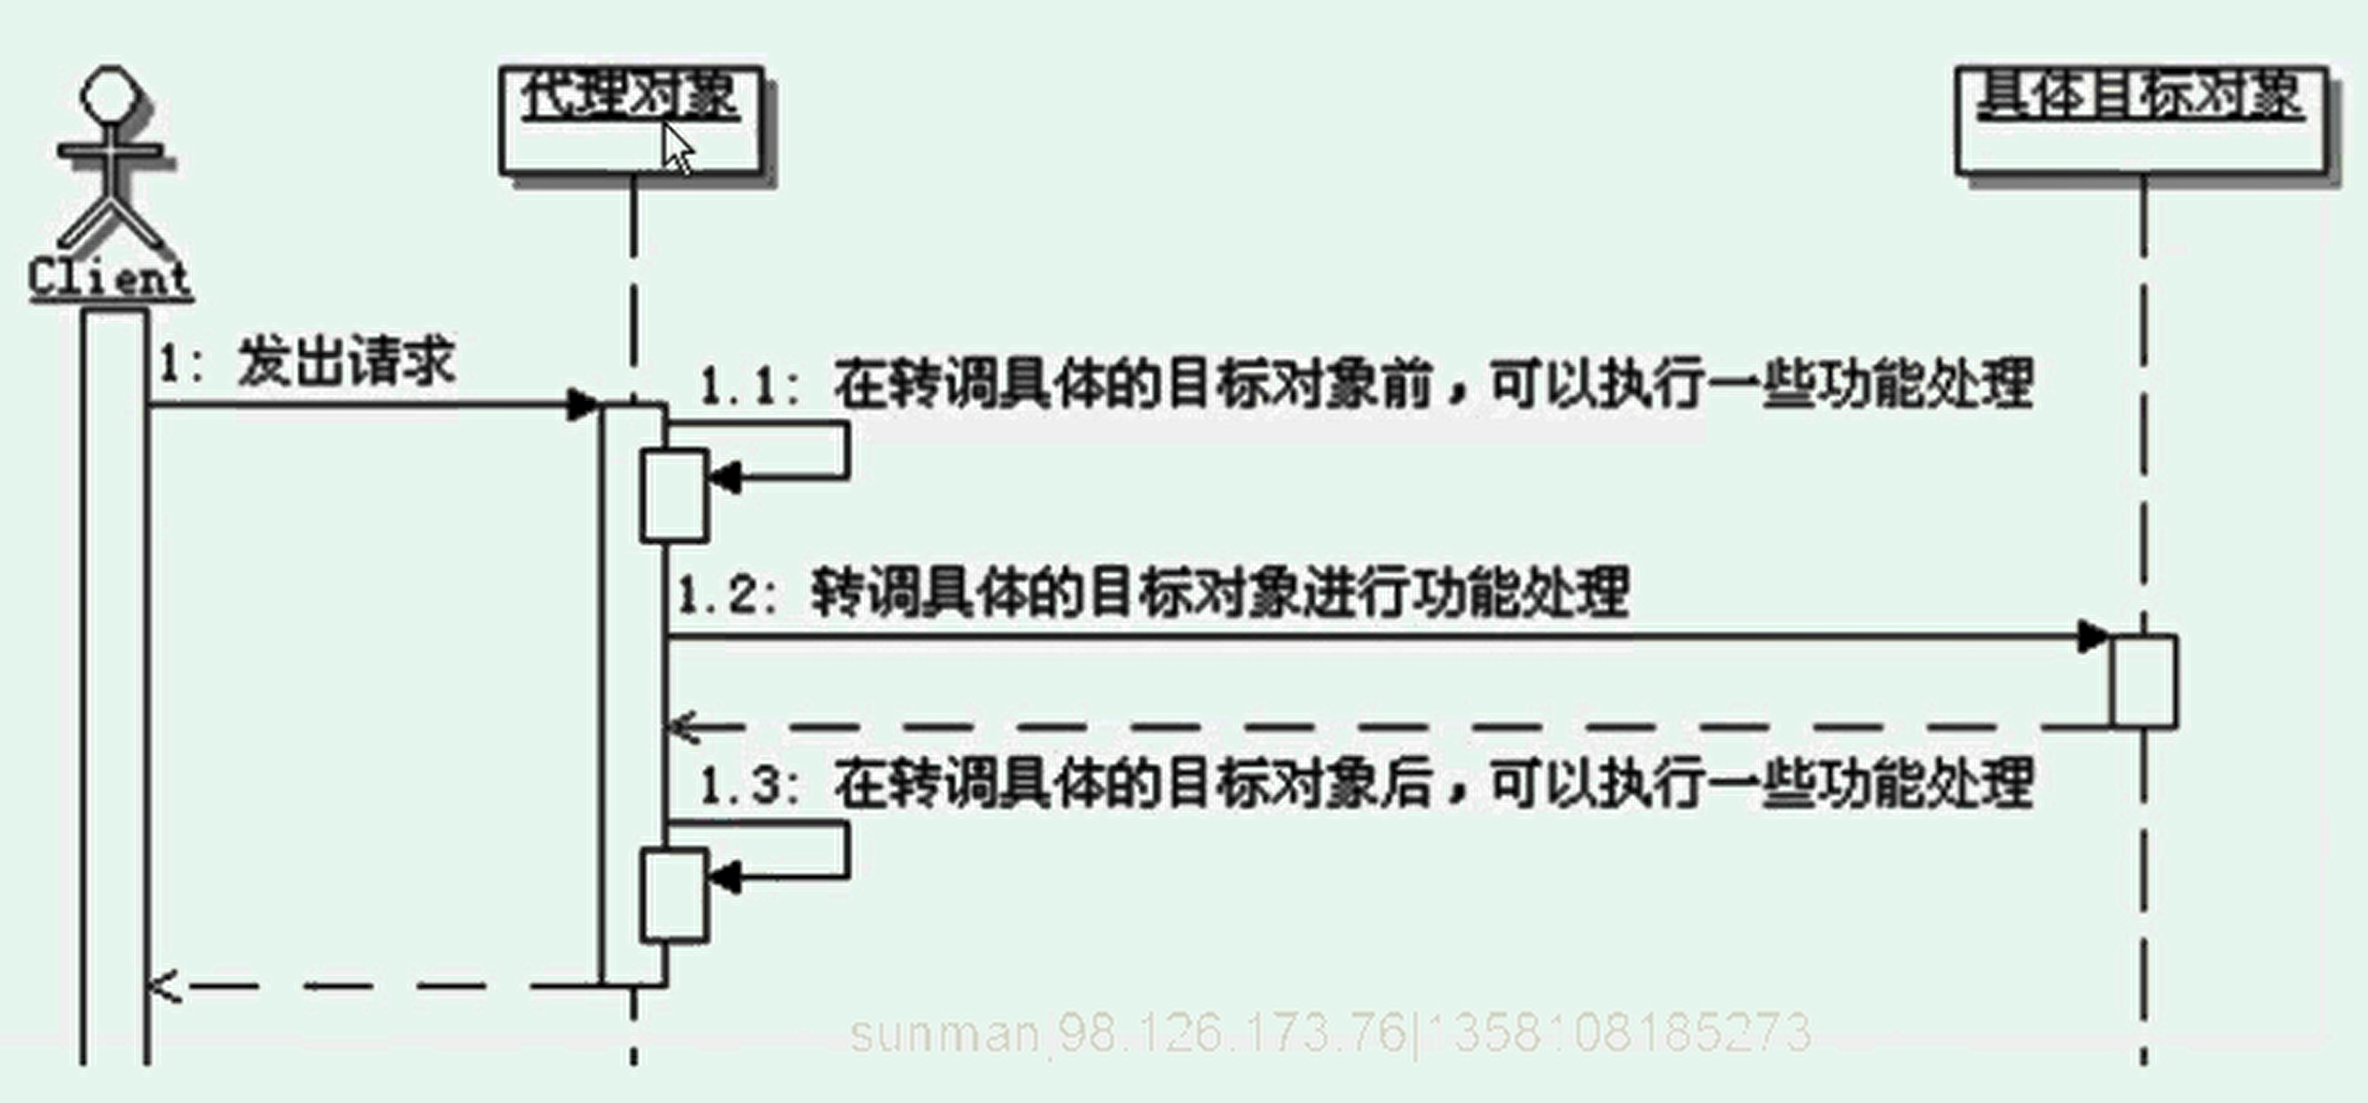 代理对象
具体目标对象
Client
1: 发出请求
1.1: 在转调具体的目标对象前，可以执行一些功能处理
1.2: 转调具体的目标对象进行功能处理
1.3: 在转调具体的目标对象后，可以执行一些功能处理
sunman,98.126.173.76|1358108185273